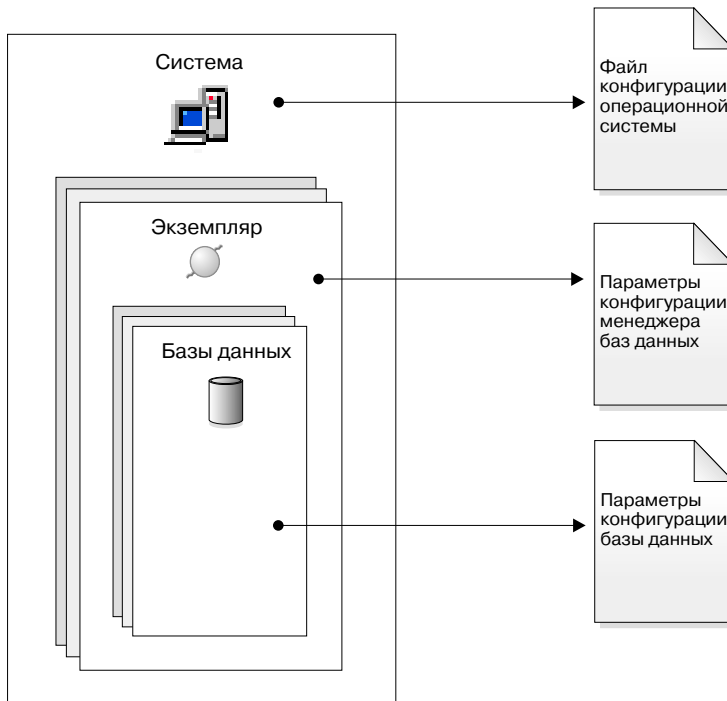 Система
Файл
конфигурации
операционной
системы
Экземпляр
Параметры
конфигурации
менеджера
баз данных
Базы данных
Параметры
конфигурации
базы данных